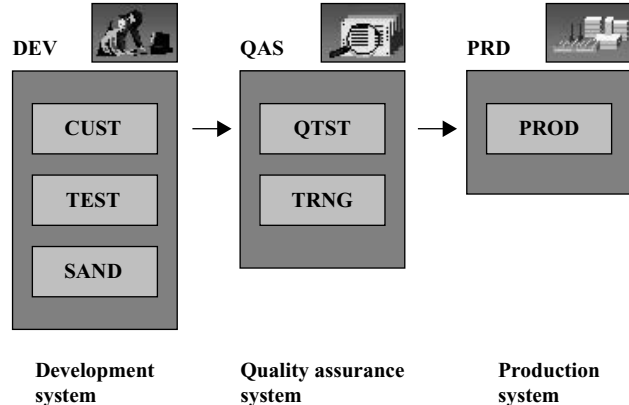 DEV
QAS
PRD
CUST
QTST
PROD
TEST
TRNG
SAND
Development
system
Quality assurance
system
Production
system